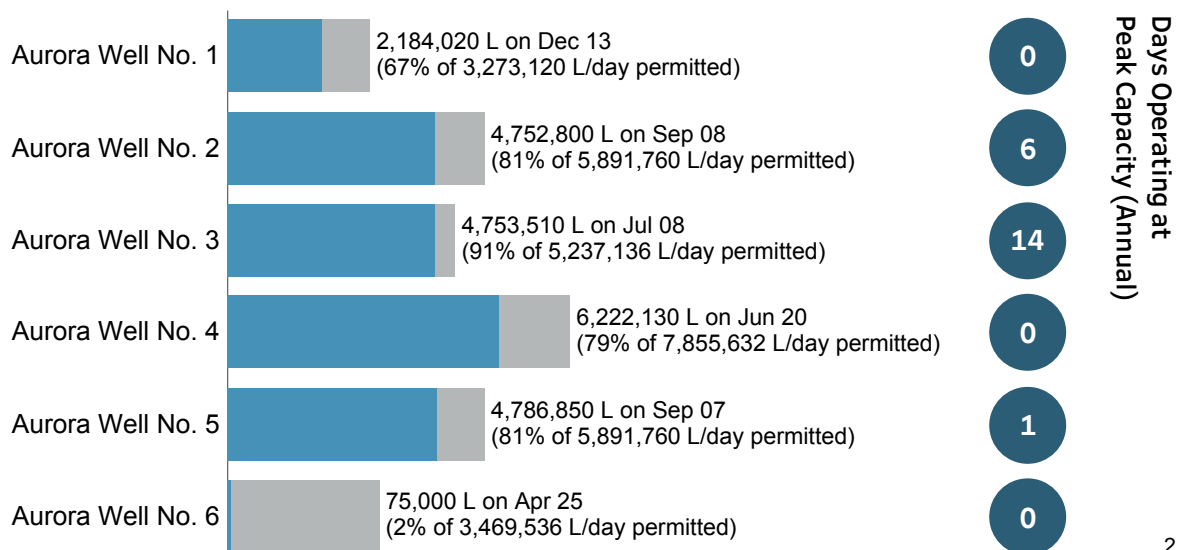 Aurora Well No. 1
2,184,020 L on Dec 13
(67% of 3,273,120 L/day permitted)
0
Aurora Well No. 2
4,752,800 L on Sep 08
(81% of 5,891,760 L/day permitted)
6
Aurora Well No. 3
4,753,510 L on Jul 08
(91% of 5,237,136 L/day permitted)
14
Aurora Well No. 4
6,222,130 L on Jun 20
(79% of 7,855,632 L/day permitted)
0
Aurora Well No. 5
4,786,850 L on Sep 07
(81% of 5,891,760 L/day permitted)
1
Aurora Well No. 6
75,000 L on Apr 25
(2% of 3,469,536 L/day permitted)
0
Days Operating at
Peak Capacity (Annual)
2